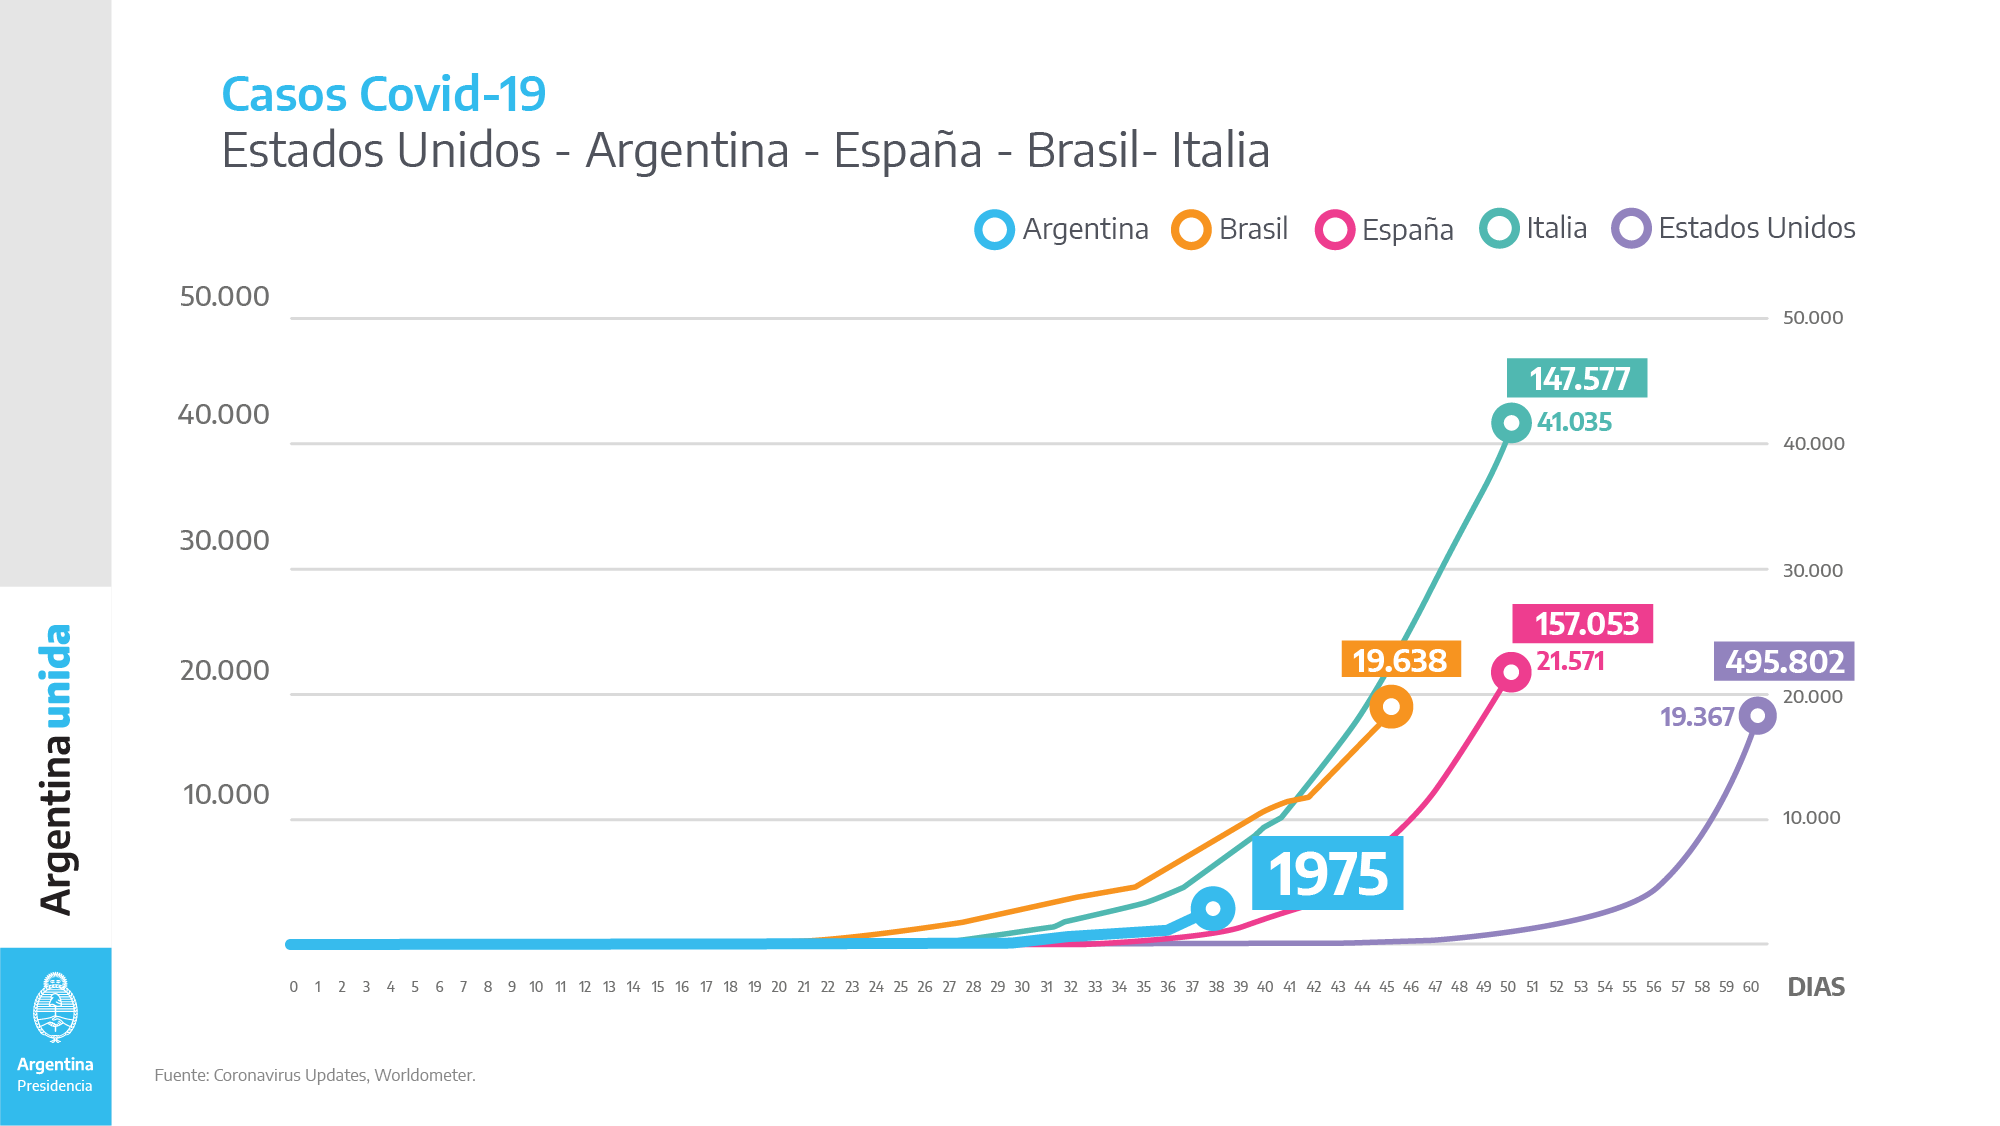 Casos Covid-19
Estados Unidos - Argentina - España - Brasil- Italia
Argentina Brasil España Italia Estados Unidos
50.000
40.000
30.000
20.000
10.000
50.000
40.000
30.000
20.000
10.000
147.577
41.035
157.053
21.571
19.638
495.802
19.367
1975
0 1 2 3 4 5 6 7 8 9 10 11 12 13 14 15 16 17 18 19 20 21 22 23 24 25 26 27 28 29 30 31 32 33 34 35 36 37 38 39 40 41 42 43 44 45 46 47 48 49 50 51 52 53 54 55 56 57 58 59 60 DIAS
Fuente: Coronavirus Updates, Worldometer.
Argentina unida
Argentina
Presidencia